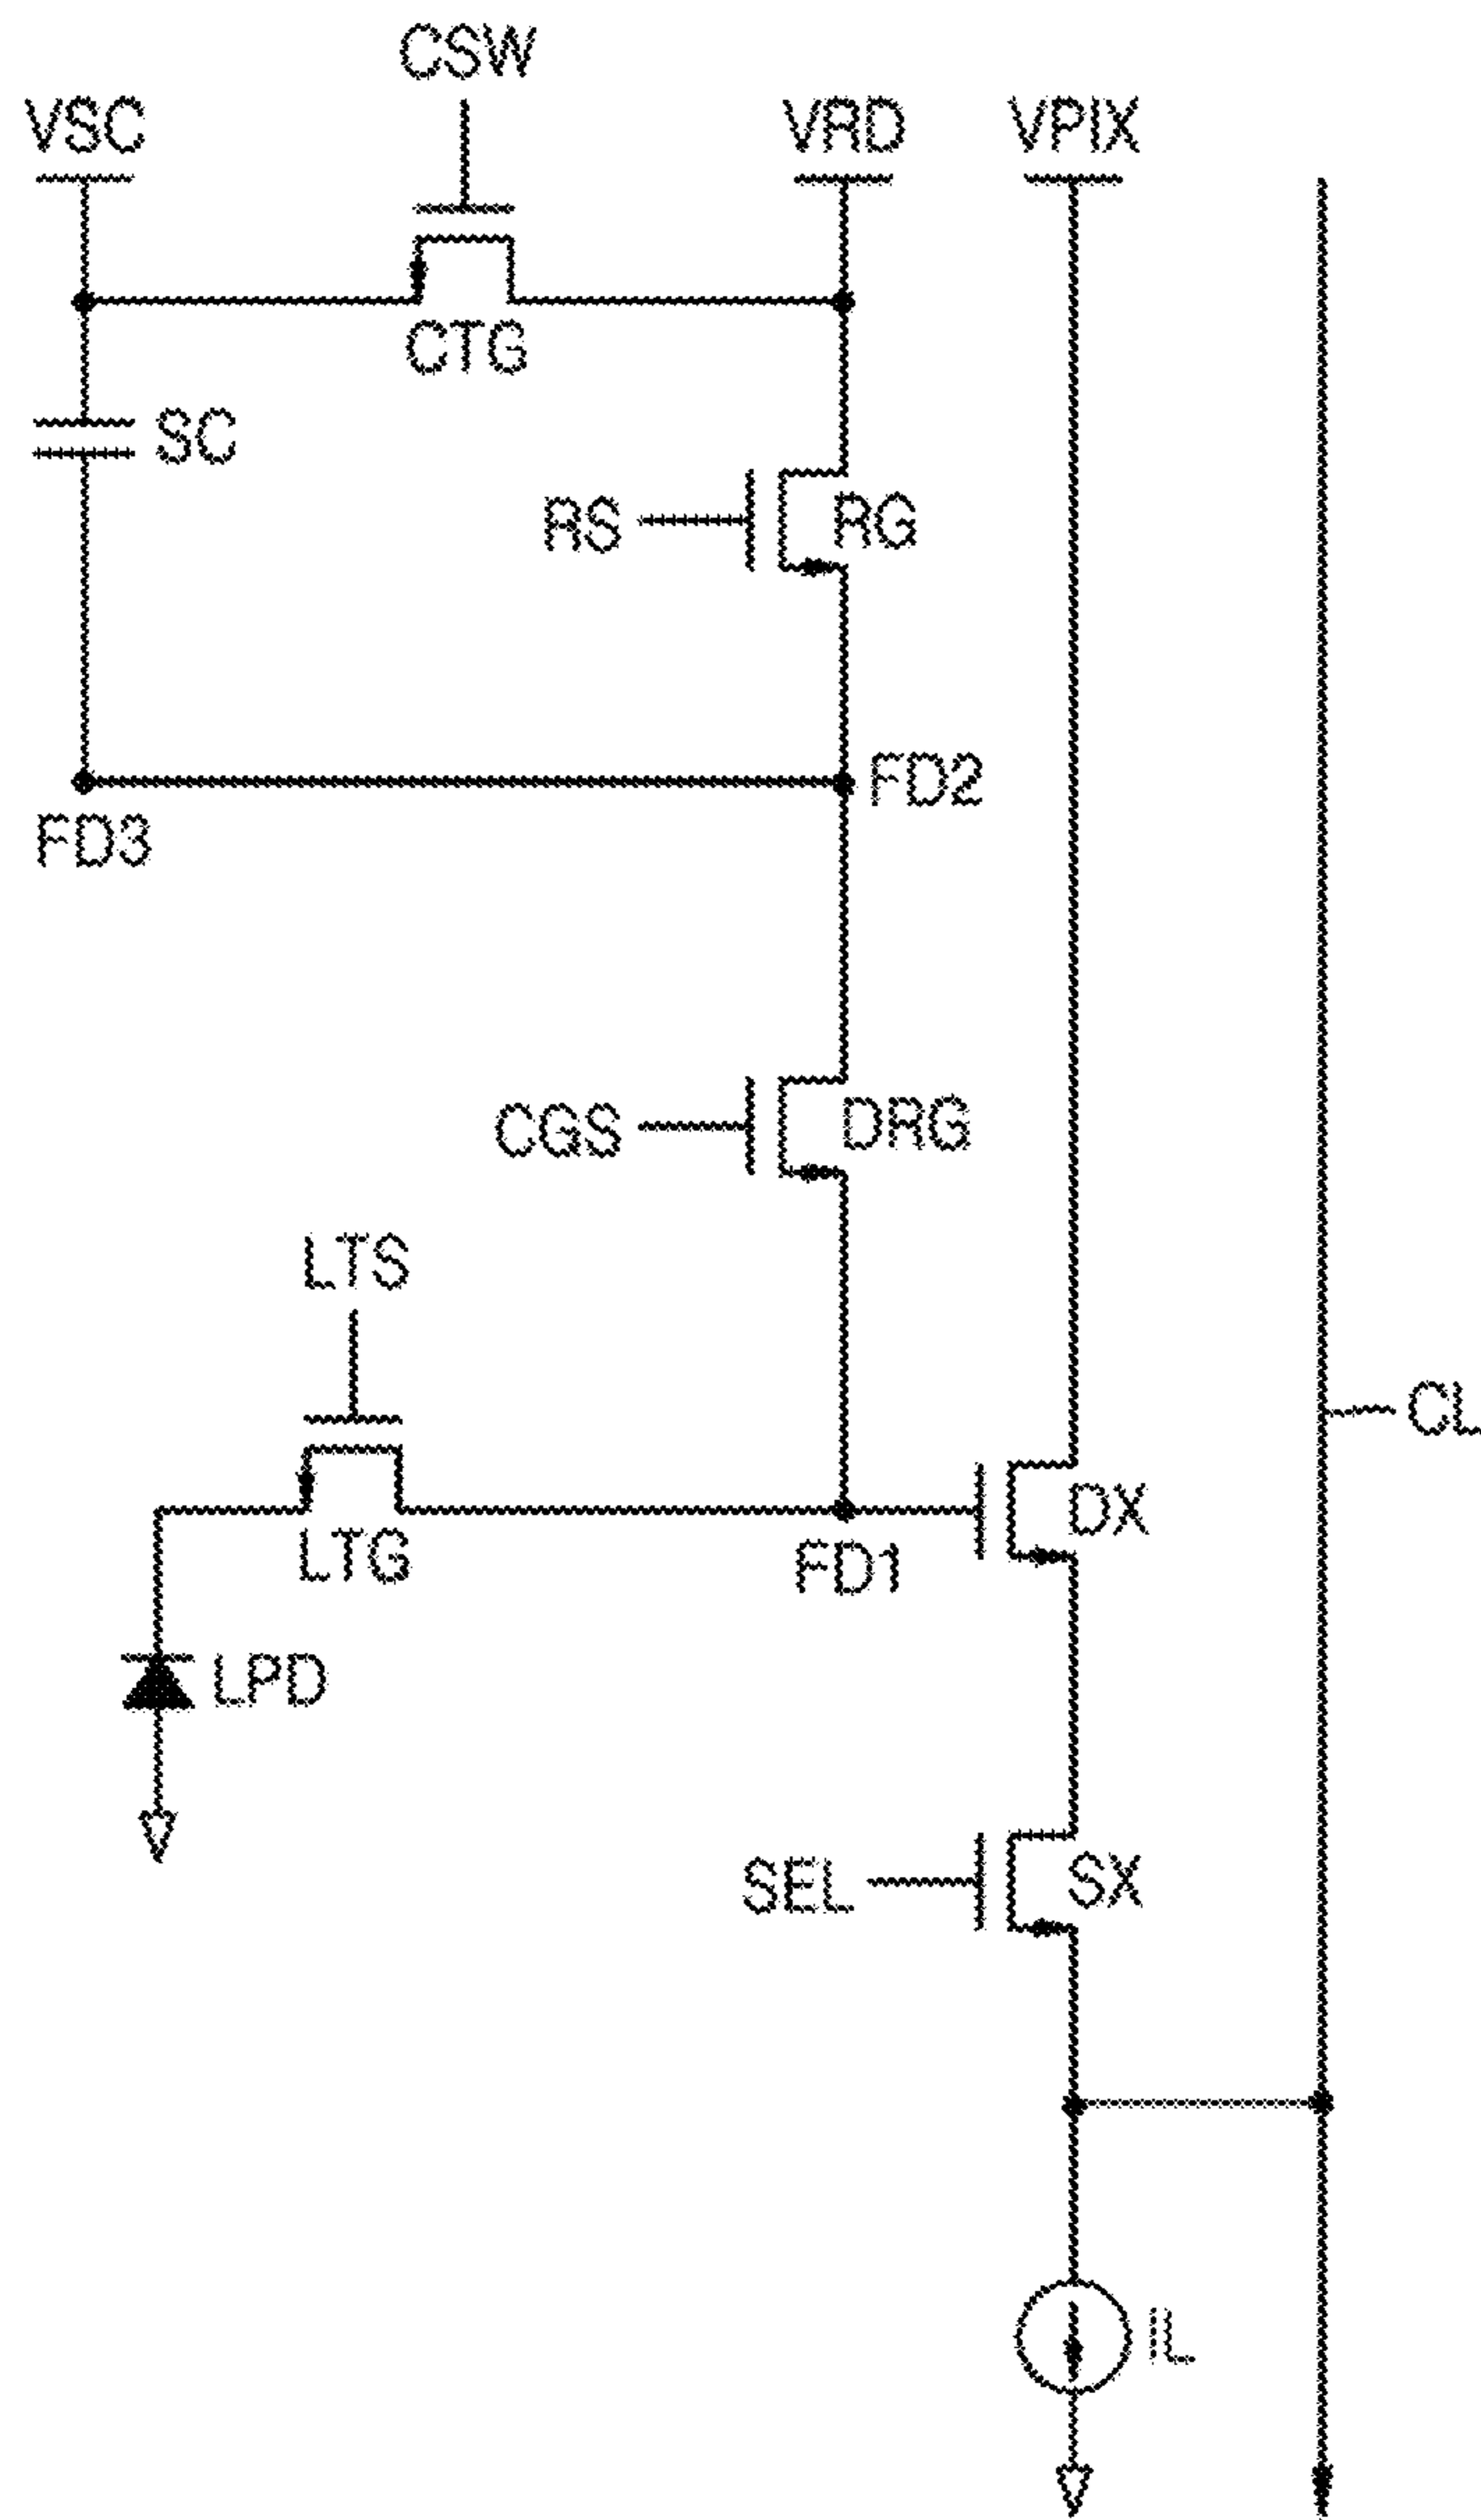 CSW
VSC
VRD
VPIX
CTG
SC
RS
RG
FD2
FD3
CGS
DRG
LTS
CL
DX
LTG
FD1
LPD
SEL
SX
IL